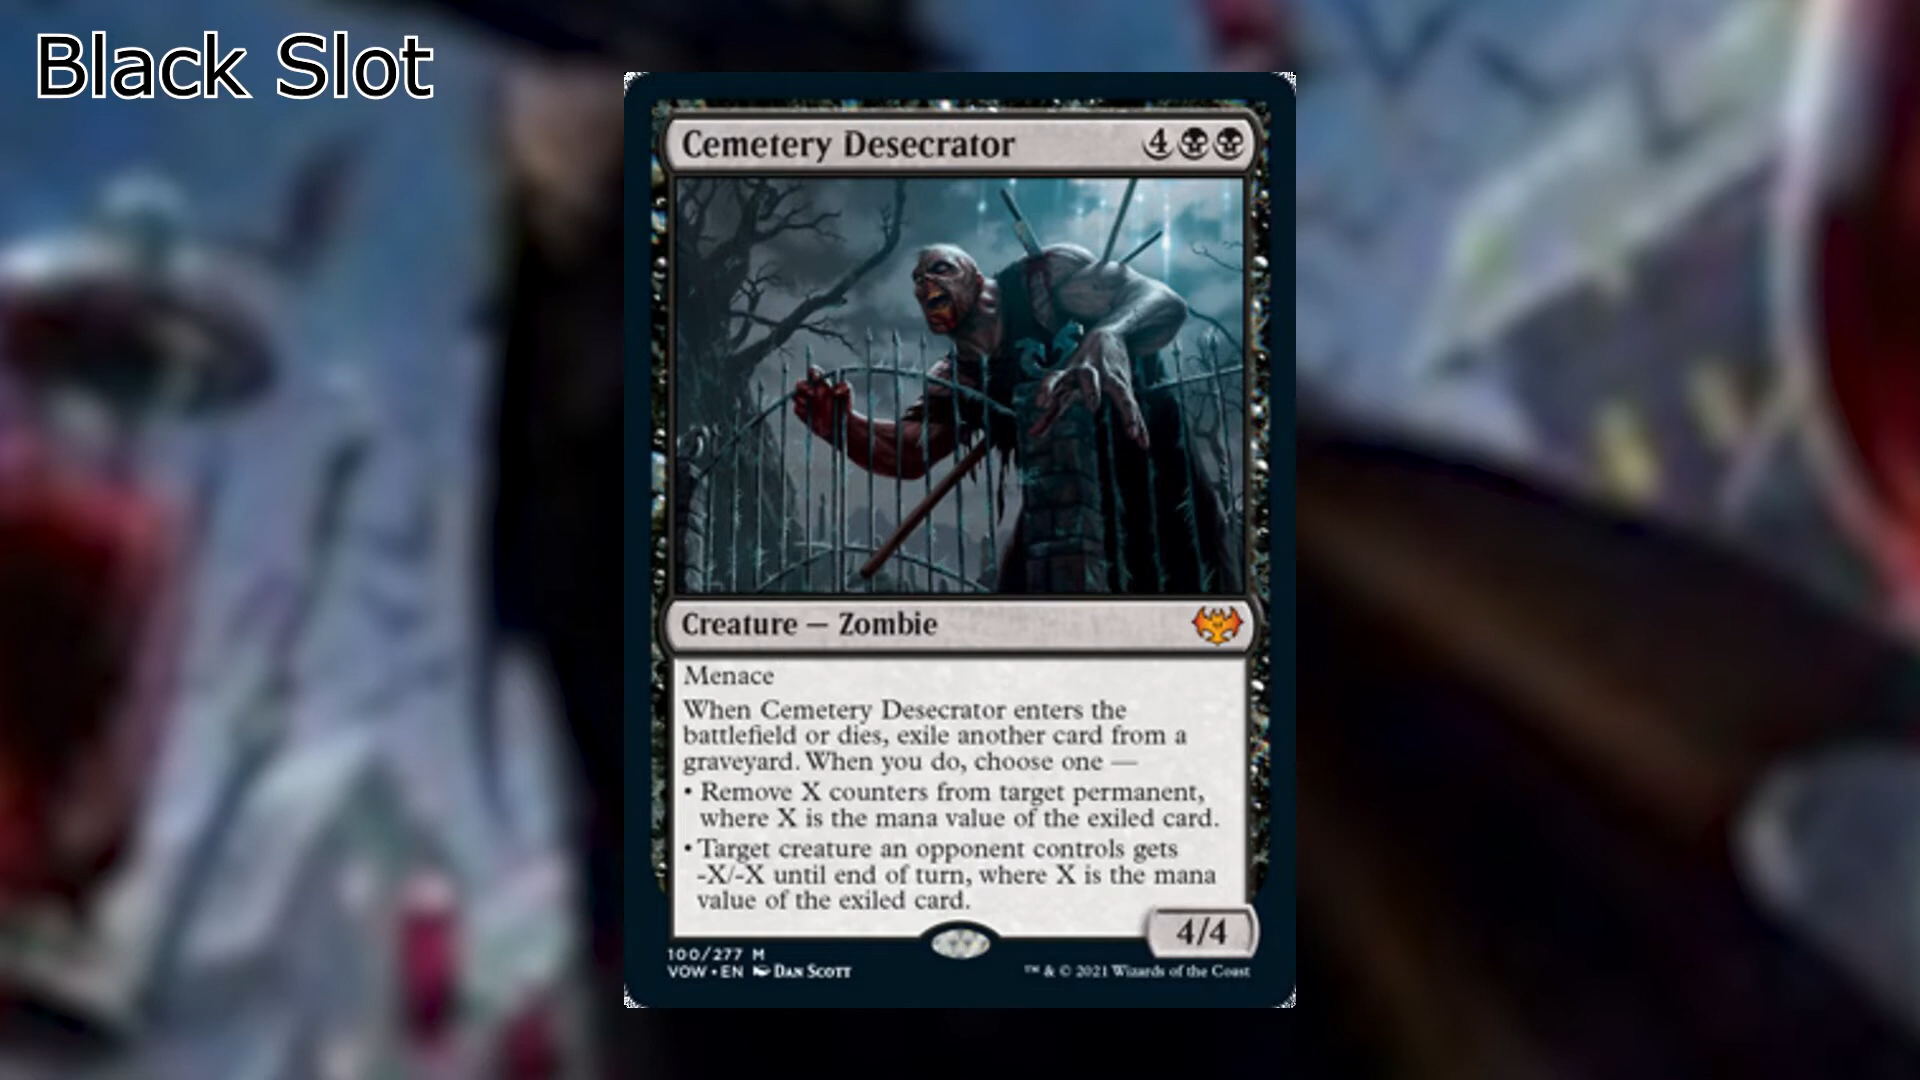 Black Slot
Cemetery Desecrator 4
Creature — Zombie
Menace
When Cemetery Desecrator enters the
battlefield or dies, exile another card from a
graveyard. When you do, choose one —
• Remove X counters from target permanent,
where X is the mana value of the exiled card.
• Target creature an opponent controls gets
-X/-X until end of turn, where X is the mana
value of the exiled card.
4/4
100/277 M
VOW • EN Dan Scott
™ & © 2021 Wizards of the Coast